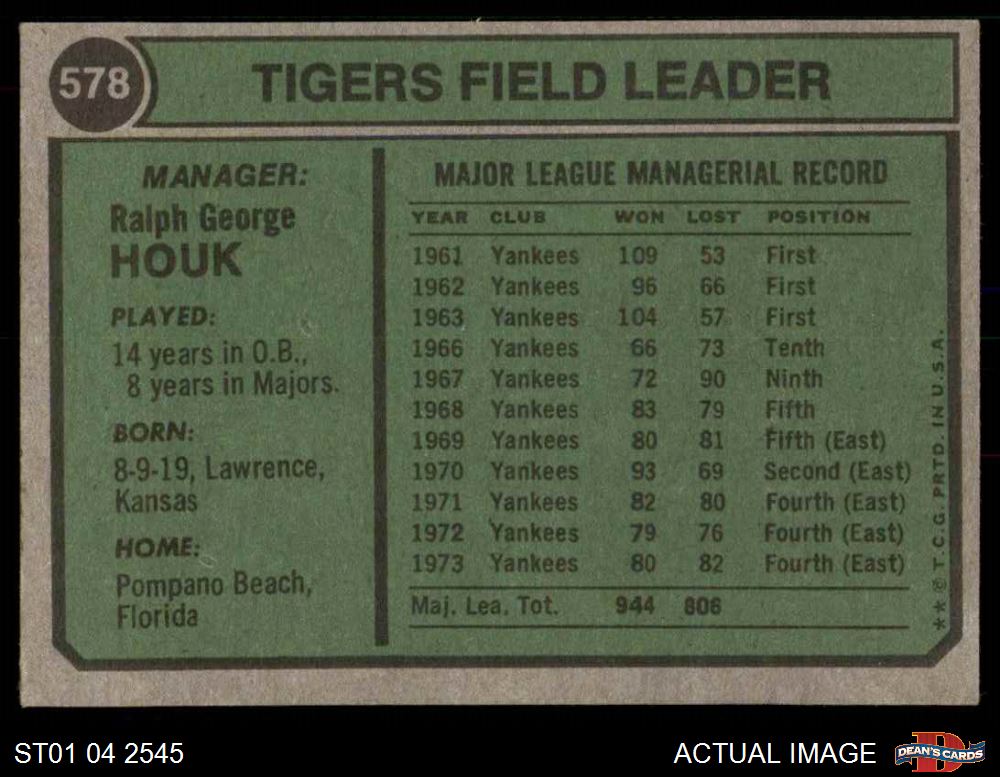 578
TIGERS FIELD LEADER
MANAGER:
Ralph George
HOUK
PLAYED:
14 years in O.B.,
8 years in Majors.
BORN:
8-9-19, Lawrence,
Kansas
HOME:
Pompano Beach,
Florida
MAJOR LEAGUE MANAGERIAL RECORD
YEAR CLUB WON LOST POSITION
1961 Yankees 109 53 First
1962 Yankees 96 66 First
1963 Yankees 104 57 First
1966 Yankees 66 73 Tenth
1967 Yankees 72 90 Ninth
1968 Yankees 83 79 Fifth
1969 Yankees 80 81 Fifth (East)
1970 Yankees 93 69 Second (East)
1971 Yankees 82 80 Fourth (East)
1972 Yankees 79 76 Fourth (East)
1973 Yankees 80 82 Fourth (East)
Maj. Lea. Tot. 944 806
** © T.C.G. PRTD. IN U.S.A.
ST01 04 2545
ACTUAL IMAGE
D
DEAN'S CARDS